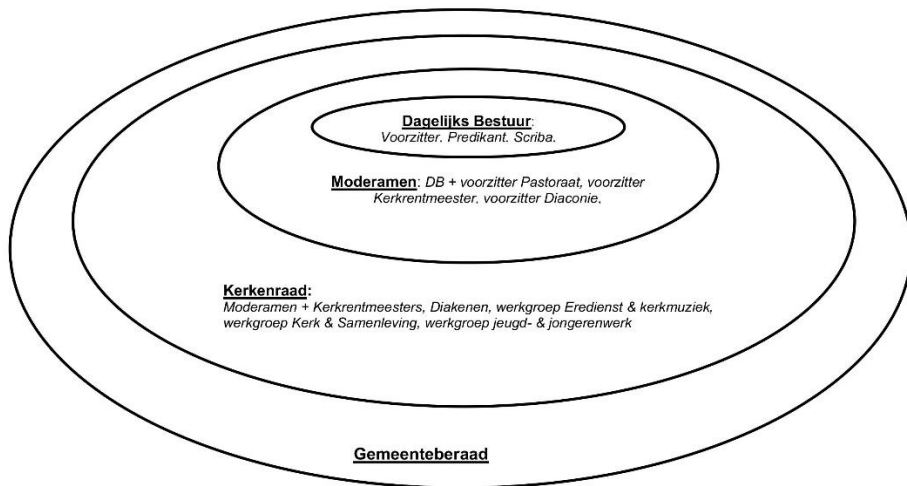 Dagelijks Bestuur:
Voorzitter. Predikant. Scriba.
Moderamen: DB + voorzitter Pastoraat, voorzitter
Kerkrentmeester, voorzitter Diaconie.
Kerkenraad:
Moderamen + Kerkrentmeesters, Diakenen, werkgroep Eredienst & kerkmuziek,
werkgroep Kerk & Samenleving, werkgroep jeugd- & jongerenwerk
Gemeenteberaad